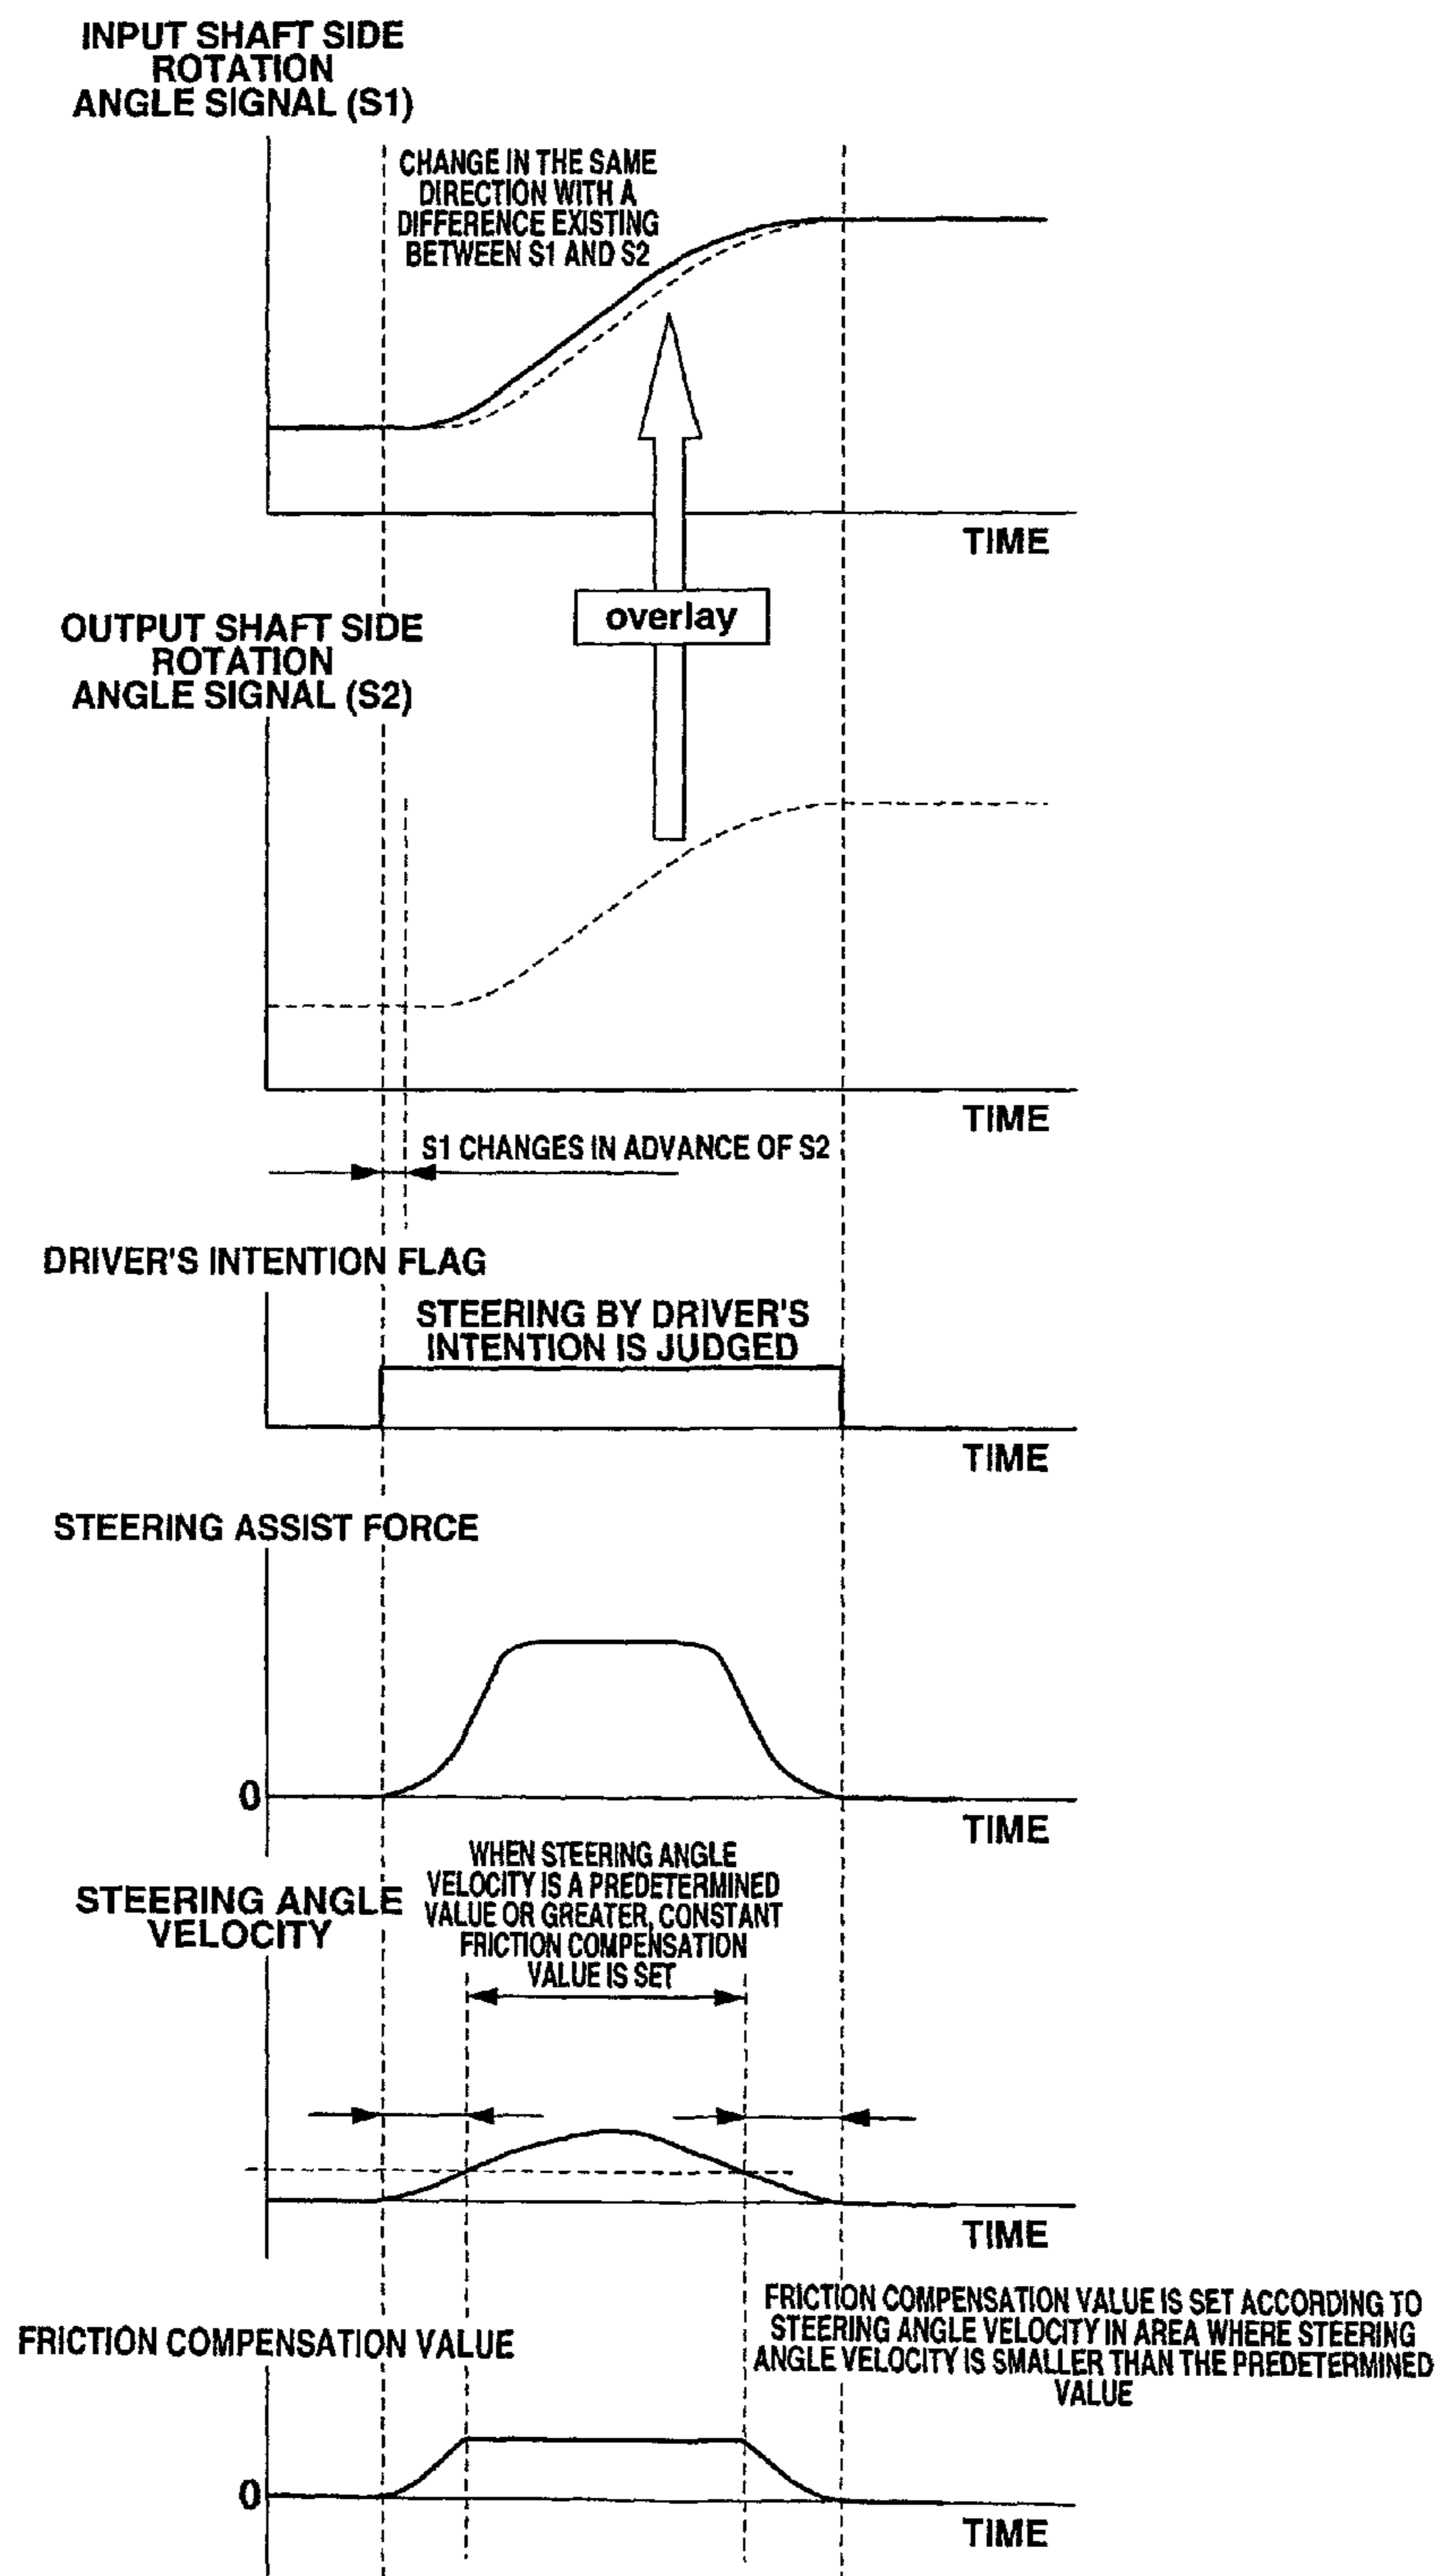 INPUT SHAFT SIDE
ROTATION
ANGLE SIGNAL (S1)
CHANGE IN THE SAME
DIRECTION WITH A
DIFFERENCE EXISTING
BETWEEN S1 AND S2
TIME
overlay
OUTPUT SHAFT SIDE
ROTATION
ANGLE SIGNAL (S2)
TIME
S1 CHANGES IN ADVANCE OF S2
DRIVER'S INTENTION FLAG
STEERING BY DRIVER'S
INTENTION IS JUDGED
TIME
STEERING ASSIST FORCE
0
TIME
WHEN STEERING ANGLE
VELOCITY IS A PREDETERMINED
VALUE OR GREATER, CONSTANT
FRICTION COMPENSATION
VALUE IS SET
STEERING ANGLE
VELOCITY
TIME
FRICTION COMPENSATION VALUE IS SET ACCORDING TO
STEERING ANGLE VELOCITY IN AREA WHERE STEERING
ANGLE VELOCITY IS SMALLER THAN THE PREDETERMINED
VALUE
FRICTION COMPENSATION VALUE
0
TIME